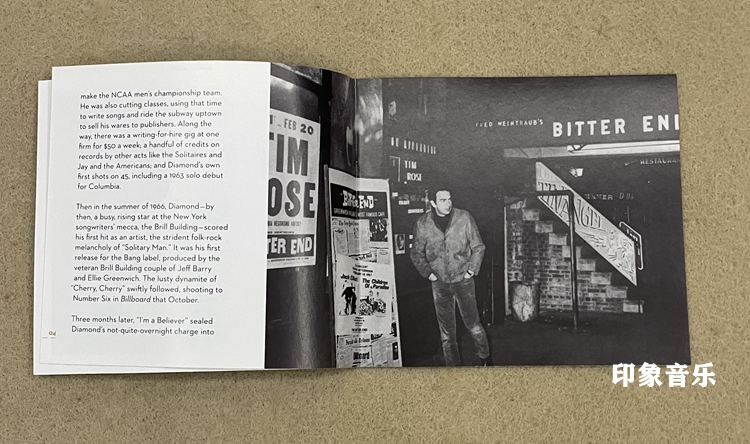 make the NCAA men's championship team.
He was also cutting classes, using that time
to write songs and ride the subway uptown
to sell his wares to publishers. Along the
way, there was a writing-for-hire gig at one
firm for $50 a week; a handful of credits on
records by other acts like the Solitaires and
Jay and the Americans; and Diamond's own
first shots on 45, including a 1963 solo debut
for Columbia.
Then in the summer of 1966, Diamond—by
then, a busy, rising star at the New York
songwriters' mecca, the Brill Building—scored
his first hit as an artist, the strident folk-rock
melancholy of "Solitary Man." It was his first
release for the Bang label, produced by the
veteran Brill Building couple of Jeff Barry
and Ellie Greenwich. The lusty dynamite of
"Cherry, Cherry" swiftly followed, shooting to
Number Six in Billboard that October.
Three months later, "I'm a Believer" sealed
Diamond's not-quite-overnight charge into
04
FEB 20
TIM
OSE
TER END
END
Jack Elliott
The Children
Of Paradise
TIM
ROSE
FRED WEINTRAUB'S
BITTER EN
RESTAURAN
印象音乐